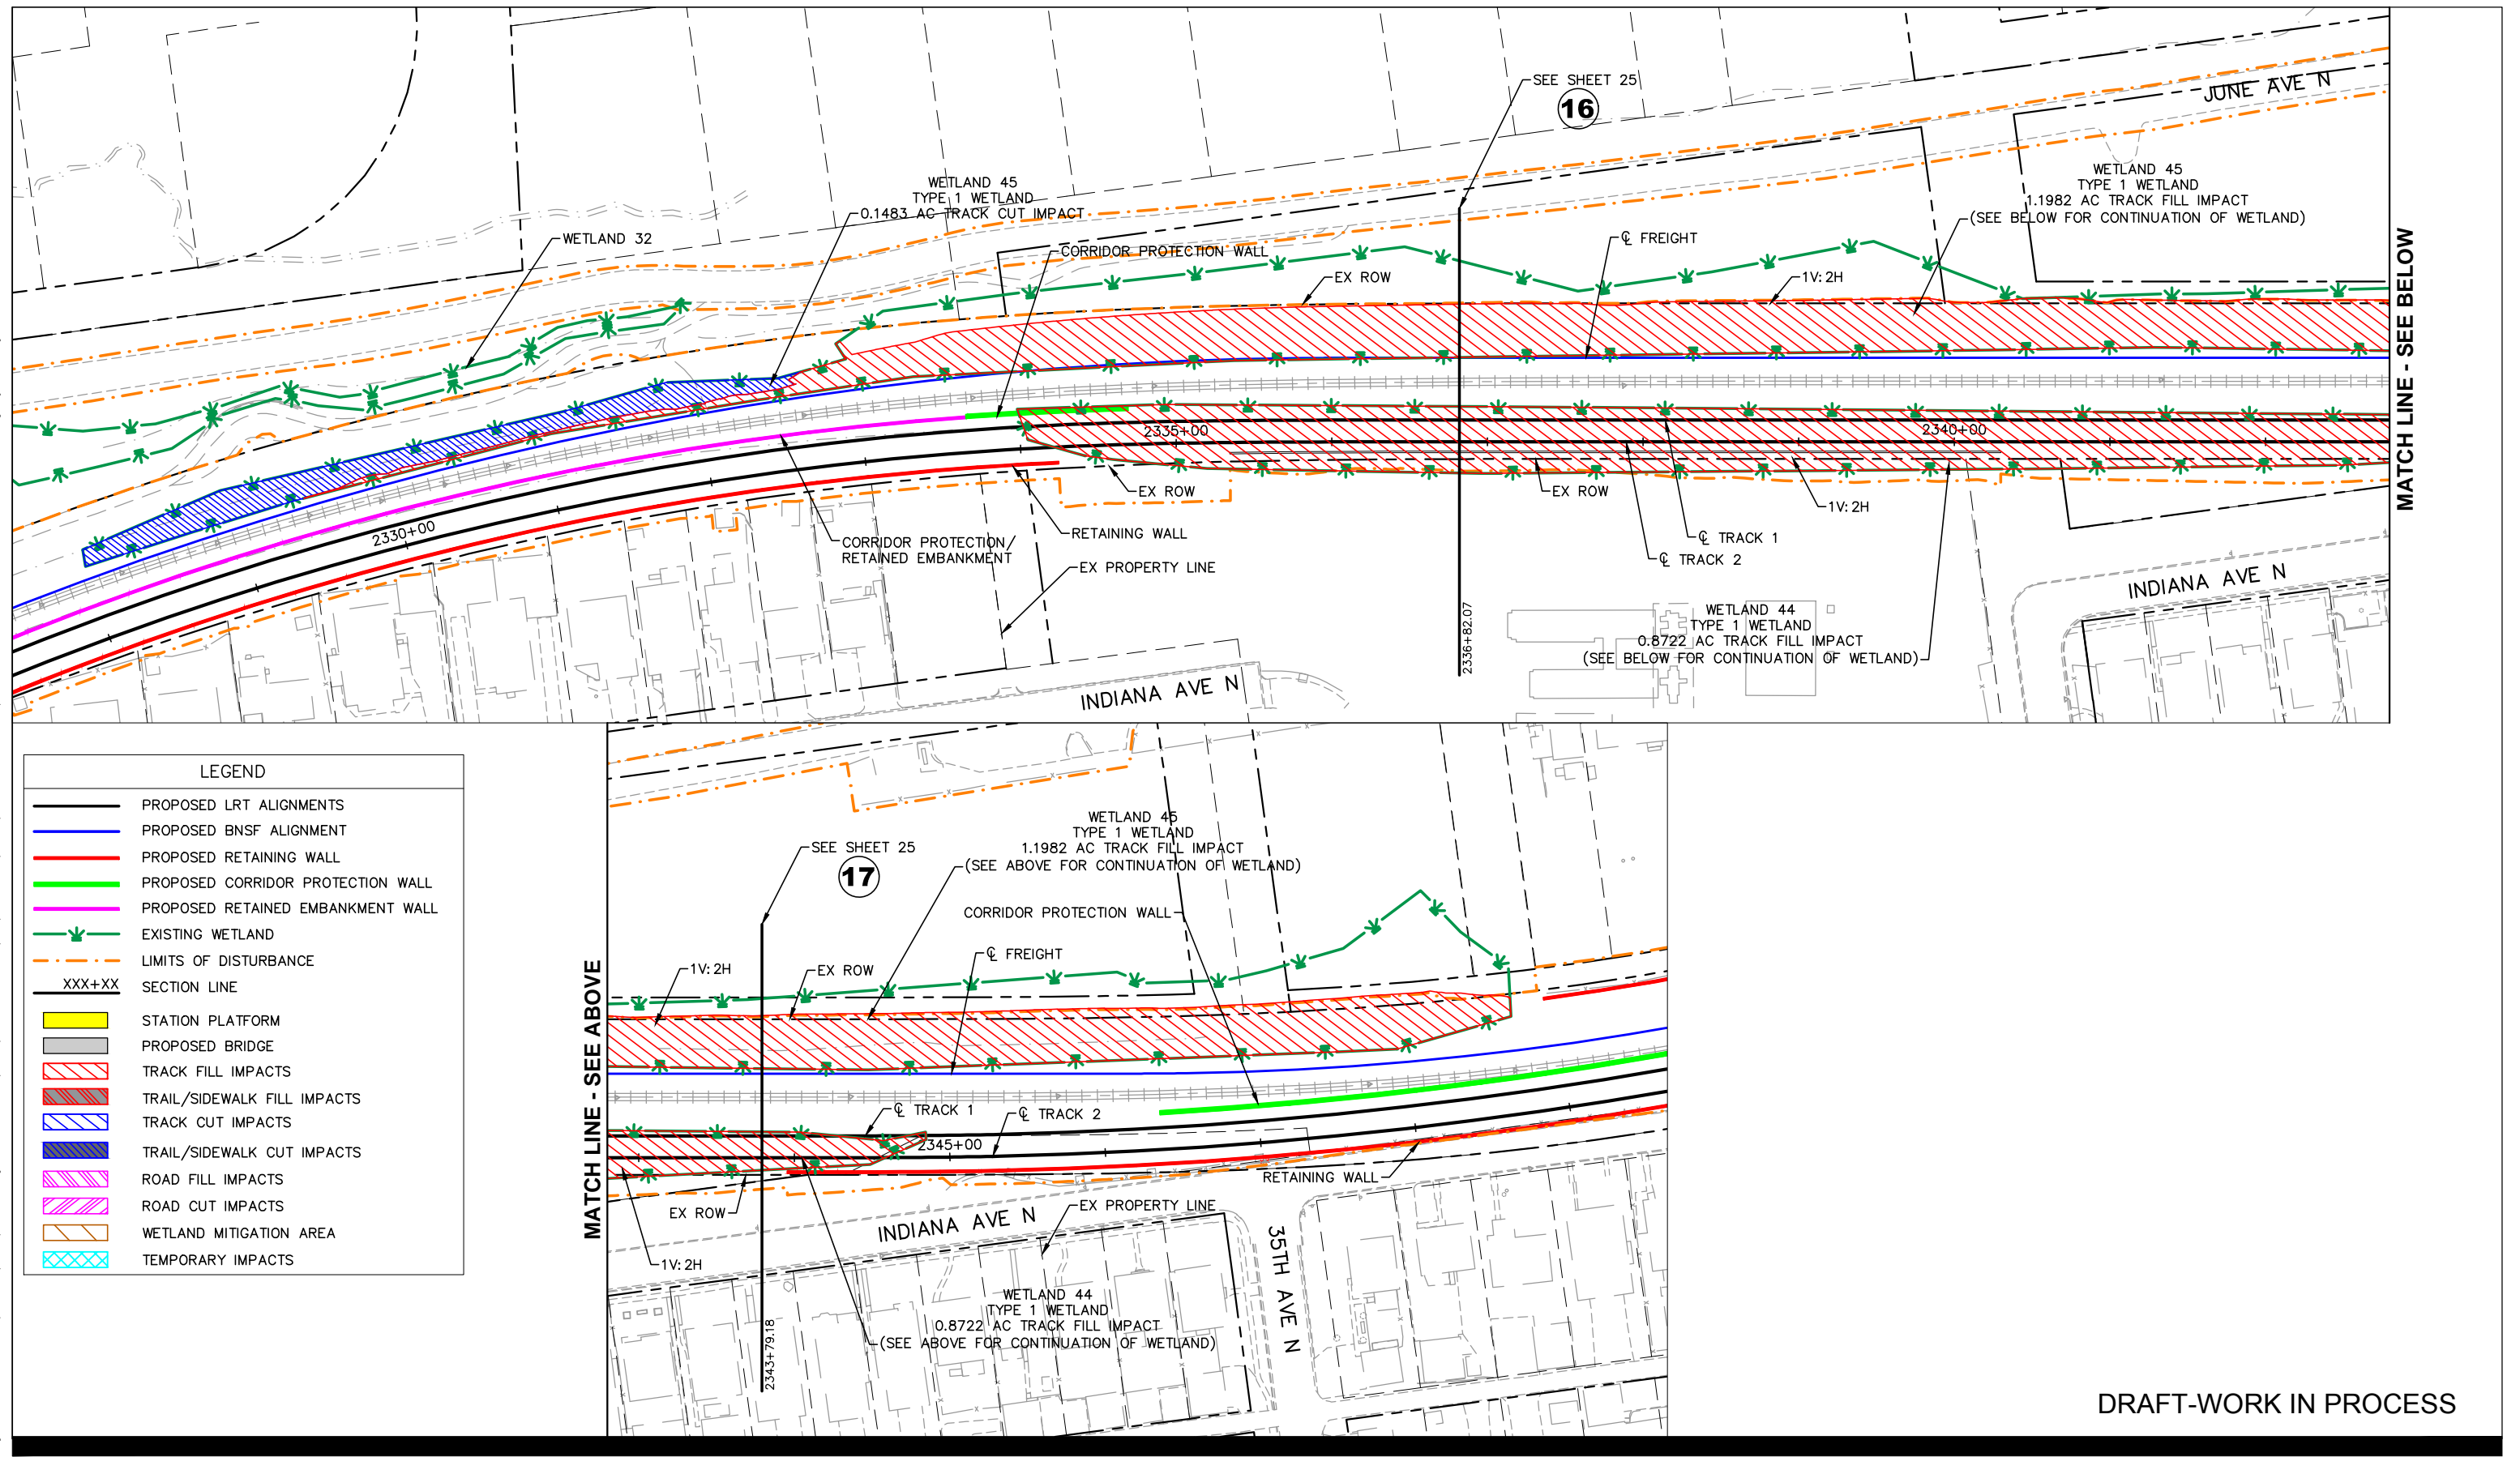 SEE SHEET 25
16
JUNE AVE N
WETLAND 45
TYPE 1 WETLAND
0.1483 AC TRACK CUT IMPACT
WETLAND 45
TYPE 1 WETLAND
1.1982 AC TRACK FILL IMPACT
(SEE BELOW FOR CONTINUATION OF WETLAND)
WETLAND 32
CORRIDOR PROTECTION WALL
℄ FREIGHT
EX ROW
1V:2H
MATCH LINE - SEE BELOW
2335+00
2340+00
2330+00
EX ROW
EX ROW
1V:2H
RETAINING WALL
CORRIDOR PROTECTION/
RETAINED EMBANKMENT
℄ TRACK 1
℄ TRACK 2
EX PROPERTY LINE
INDIANA AVE N
2336+82.07
WETLAND 44
TYPE 1 WETLAND
0.8722 AC TRACK FILL IMPACT
(SEE BELOW FOR CONTINUATION OF WETLAND)
INDIANA AVE N
LEGEND
PROPOSED LRT ALIGNMENTS
PROPOSED BNSF ALIGNMENT
PROPOSED RETAINING WALL
PROPOSED CORRIDOR PROTECTION WALL
PROPOSED RETAINED EMBANKMENT WALL
EXISTING WETLAND
LIMITS OF DISTURBANCE
XXX+XX SECTION LINE
STATION PLATFORM
PROPOSED BRIDGE
TRACK FILL IMPACTS
TRAIL/SIDEWALK FILL IMPACTS
TRACK CUT IMPACTS
TRAIL/SIDEWALK CUT IMPACTS
ROAD FILL IMPACTS
ROAD CUT IMPACTS
WETLAND MITIGATION AREA
TEMPORARY IMPACTS
MATCH LINE - SEE ABOVE
SEE SHEET 25
17
WETLAND 45
TYPE 1 WETLAND
1.1982 AC TRACK FILL IMPACT
(SEE ABOVE FOR CONTINUATION OF WETLAND)
CORRIDOR PROTECTION WALL
℄ FREIGHT
1V:2H
EX ROW
℄ TRACK 1
℄ TRACK 2
2345+00
RETAINING WALL
EX ROW
EX PROPERTY LINE
INDIANA AVE N
35TH AVE N
1V:2H
WETLAND 44
TYPE 1 WETLAND
0.8722 AC TRACK FILL IMPACT
(SEE ABOVE FOR CONTINUATION OF WETLAND)
2343+79.18
DRAFT-WORK IN PROCESS